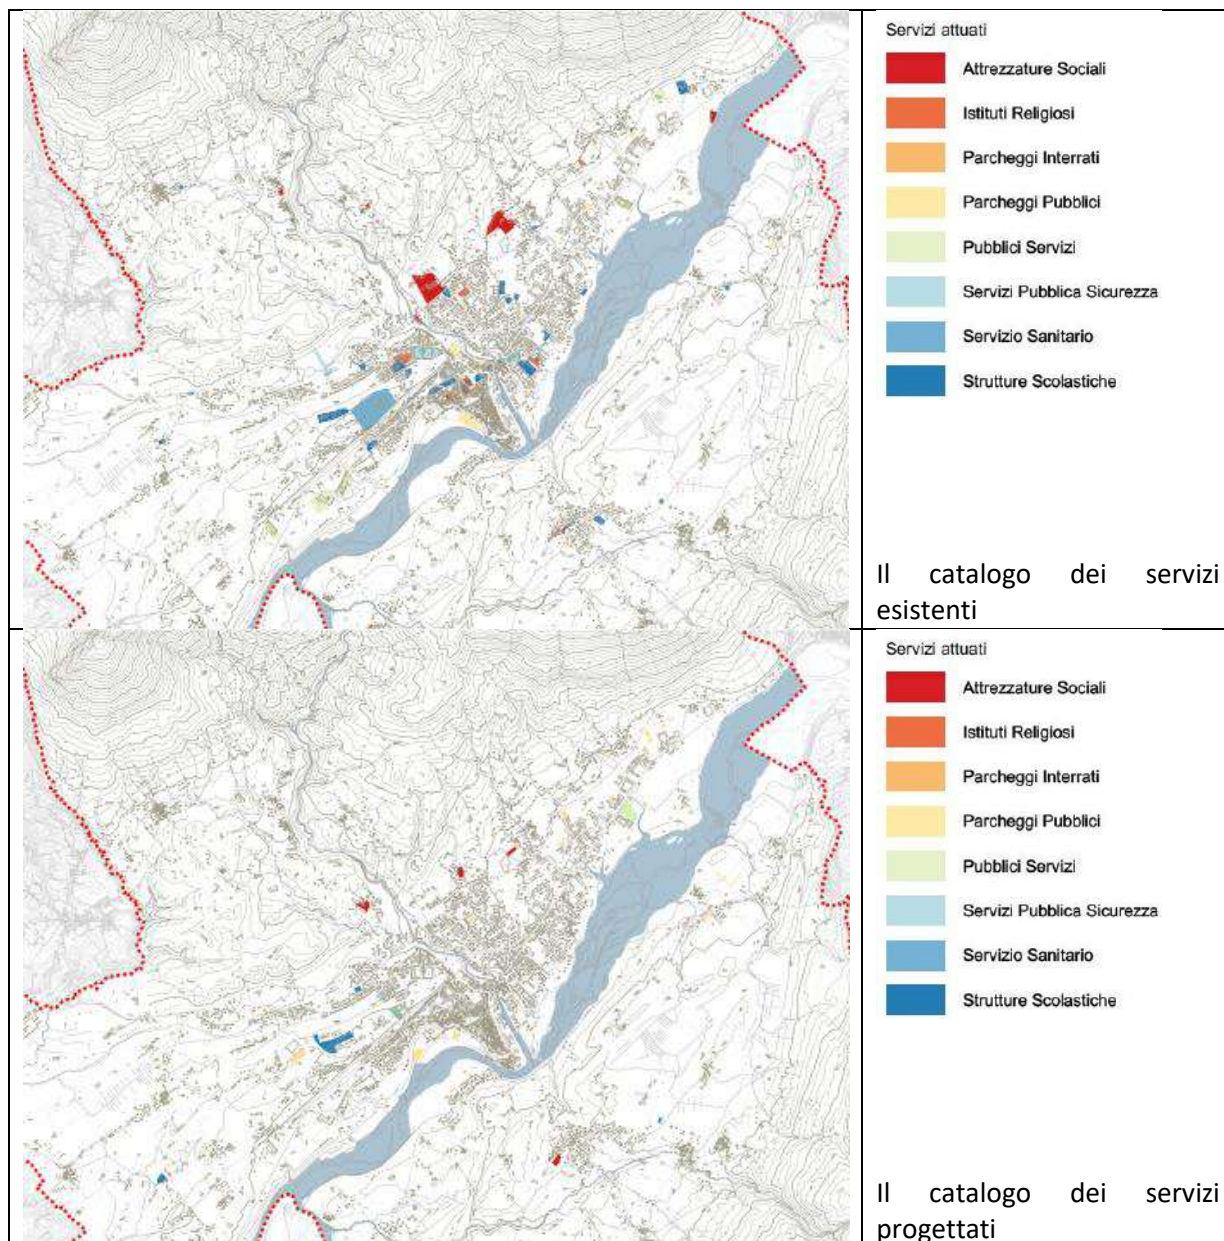 Servizi attuati
Attrezzature Sociali
Istituti Religiosi
Parcheggi Interrati
Parcheggi Pubblici
Pubblici Servizi
Servizi Pubblica Sicurezza
Servizio Sanitario
Strutture Scolastiche
Il catalogo dei servizi
esistenti
Servizi attuati
Attrezzature Sociali
Istituti Religiosi
Parcheggi Interrati
Parcheggi Pubblici
Pubblici Servizi
Servizi Pubblica Sicurezza
Servizio Sanitario
Strutture Scolastiche
Il catalogo dei servizi
progettati